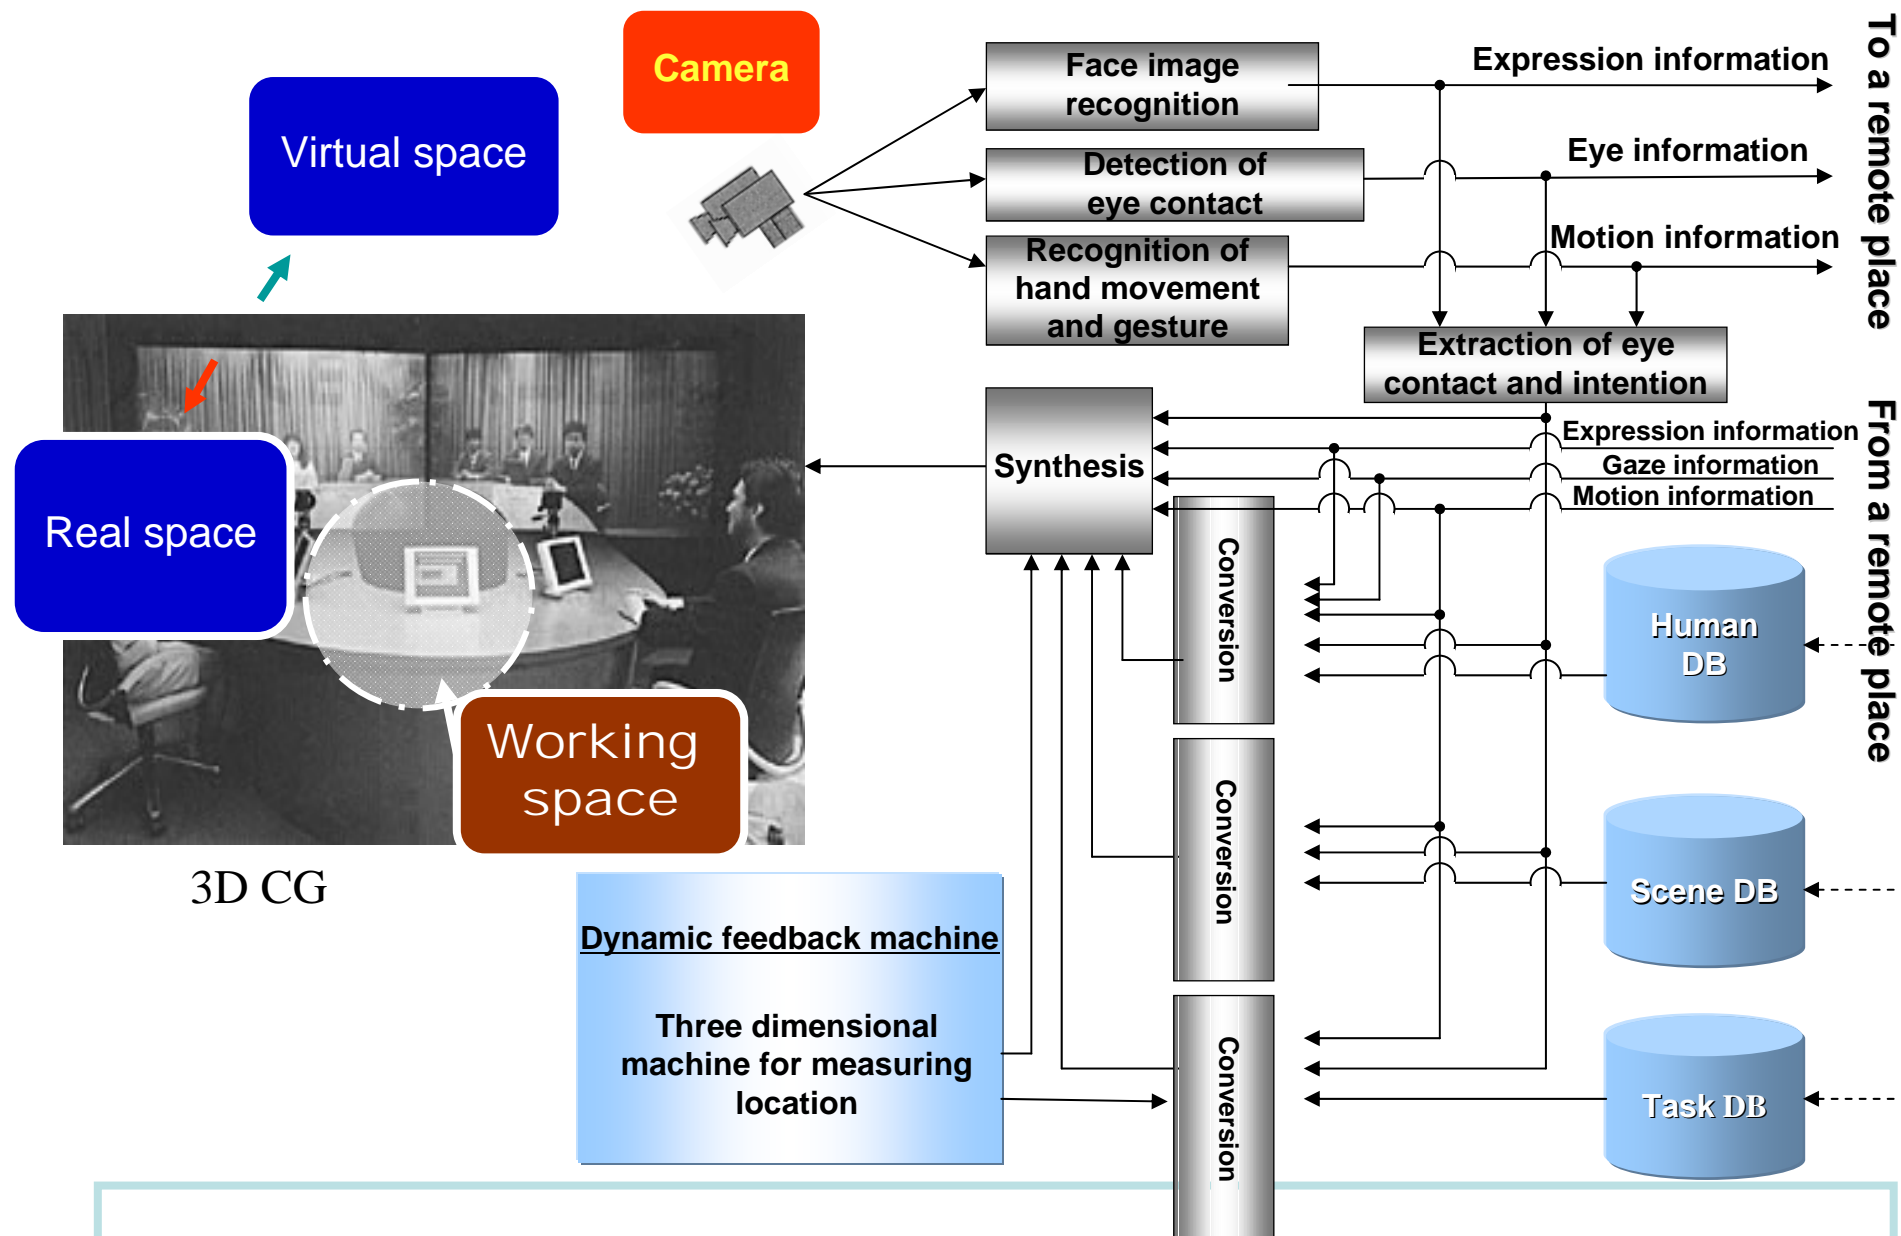 Camera
Virtual space
Face image
recognition
Expression information
Detection of
eye contact
Eye information
Recognition of
hand movement
and gesture
Motion information
To a remote place
Extraction of eye
contact and intention
Real space
Synthesis
Expression information
Gaze information
Motion information
From a remote place
Conversion
Human
DB
Working
space
3D CG
Conversion
Scene DB
Dynamic feedback machine
Three dimensional
machine for measuring
location
Conversion
Task DB